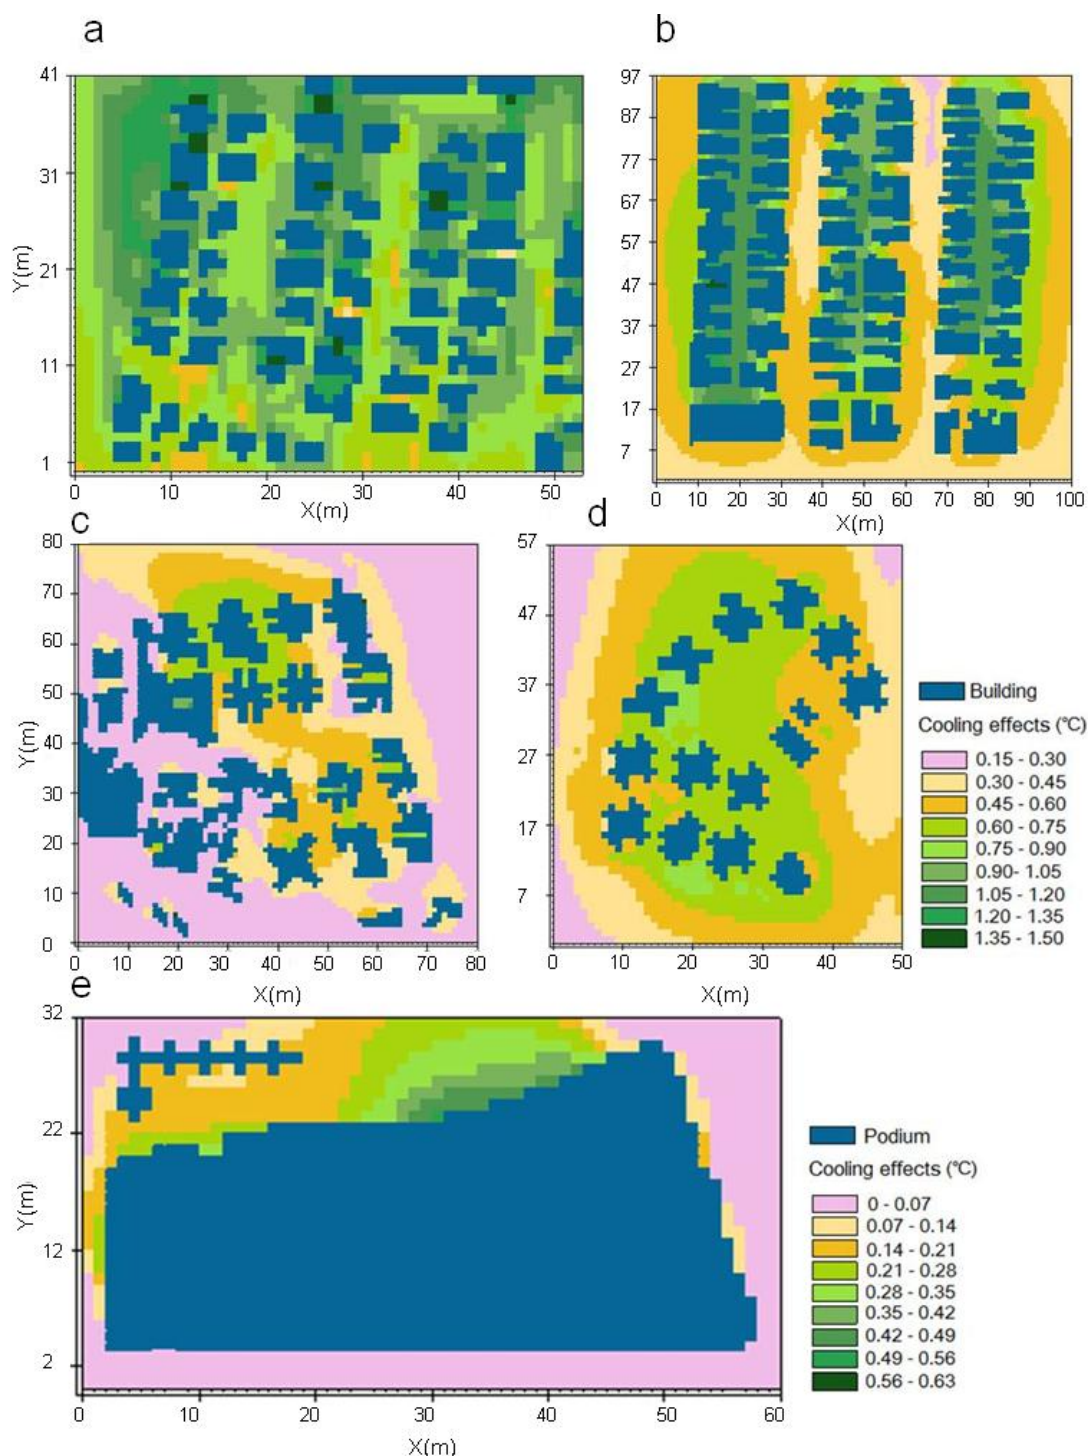 a
b
41
31
21
11
1
Y(m)
0 10 20 30 40 50
X(m)
97
87
77
67
57
47
37
27
17
7
Y(m)
0 10 20 30 40 50 60 70 80 90 100
X(m)
c
d
80
70
60
50
40
30
20
10
0
Y(m)
0 10 20 30 40 50 60 70 80
X(m)
57
47
37
27
17
7
0 10 20 30 40 50
X(m)
Building
Cooling effects (°C)
0.15 - 0.30
0.30 - 0.45
0.45 - 0.60
0.60 - 0.75
0.75 - 0.90
0.90- 1.05
1.05 - 1.20
1.20 - 1.35
1.35 - 1.50
e
32
22
12
2
Y(m)
0 10 20 30 40 50 60
X(m)
Podium
Cooling effects (°C)
0 - 0.07
0.07 - 0.14
0.14 - 0.21
0.21 - 0.28
0.28 - 0.35
0.35 - 0.42
0.42 - 0.49
0.49 - 0.56
0.56 - 0.63